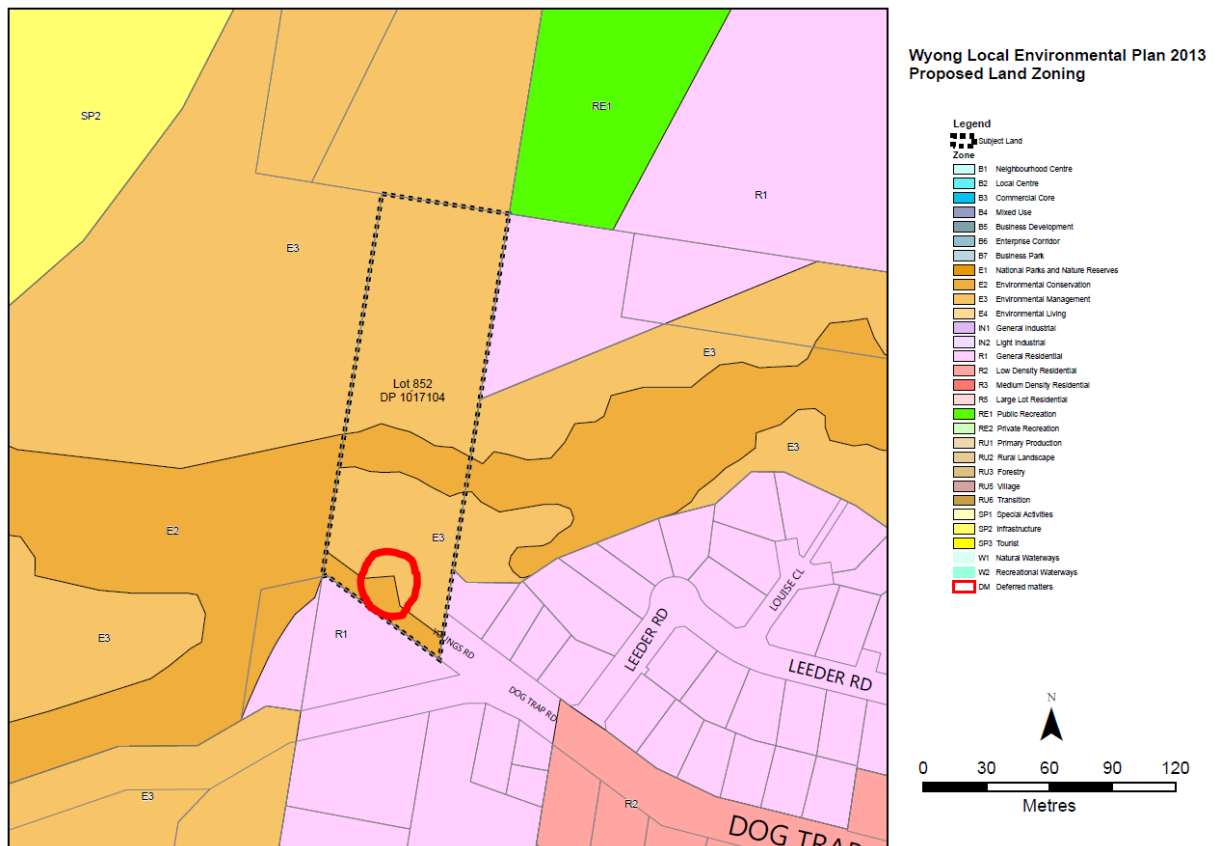 Wyong Local Environmental Plan 2013
Proposed Land Zoning
Legend
Subject Land
Zone
B1 Neighbourhood Centre
B2 Local Centre
B3 Commercial Core
B4 Mixed Use
B5 Business Development
B6 Enterprise Corridor
B7 Business Park
E1 National Parks and Nature Reserves
E2 Environmental Conservation
E3 Environmental Management
E4 Environmental Living
IN1 General Industrial
IN2 Light Industrial
R1 General Residential
R2 Low Density Residential
R3 Medium Density Residential
R5 Large Lot Residential
RE1 Public Recreation
RE2 Private Recreation
RU1 Primary Production
RU2 Rural Landscape
RU3 Forestry
RU5 Village
RU6 Transition
SP1 Special Activities
SP2 Infrastructure
SP3 Tourist
W1 Natural Waterways
W2 Recreational Waterways
DM Deferred matters
N
0 30 60 90 120
Metres
SP2
RE1
R1
E3
E3
Lot 852
DP 1017104
E3
E2
E3
E3
R1
LEEDER RD
LOUISE CL
LEEDER RD
DOG TRAP RD
E3
R2
DOG TRAP